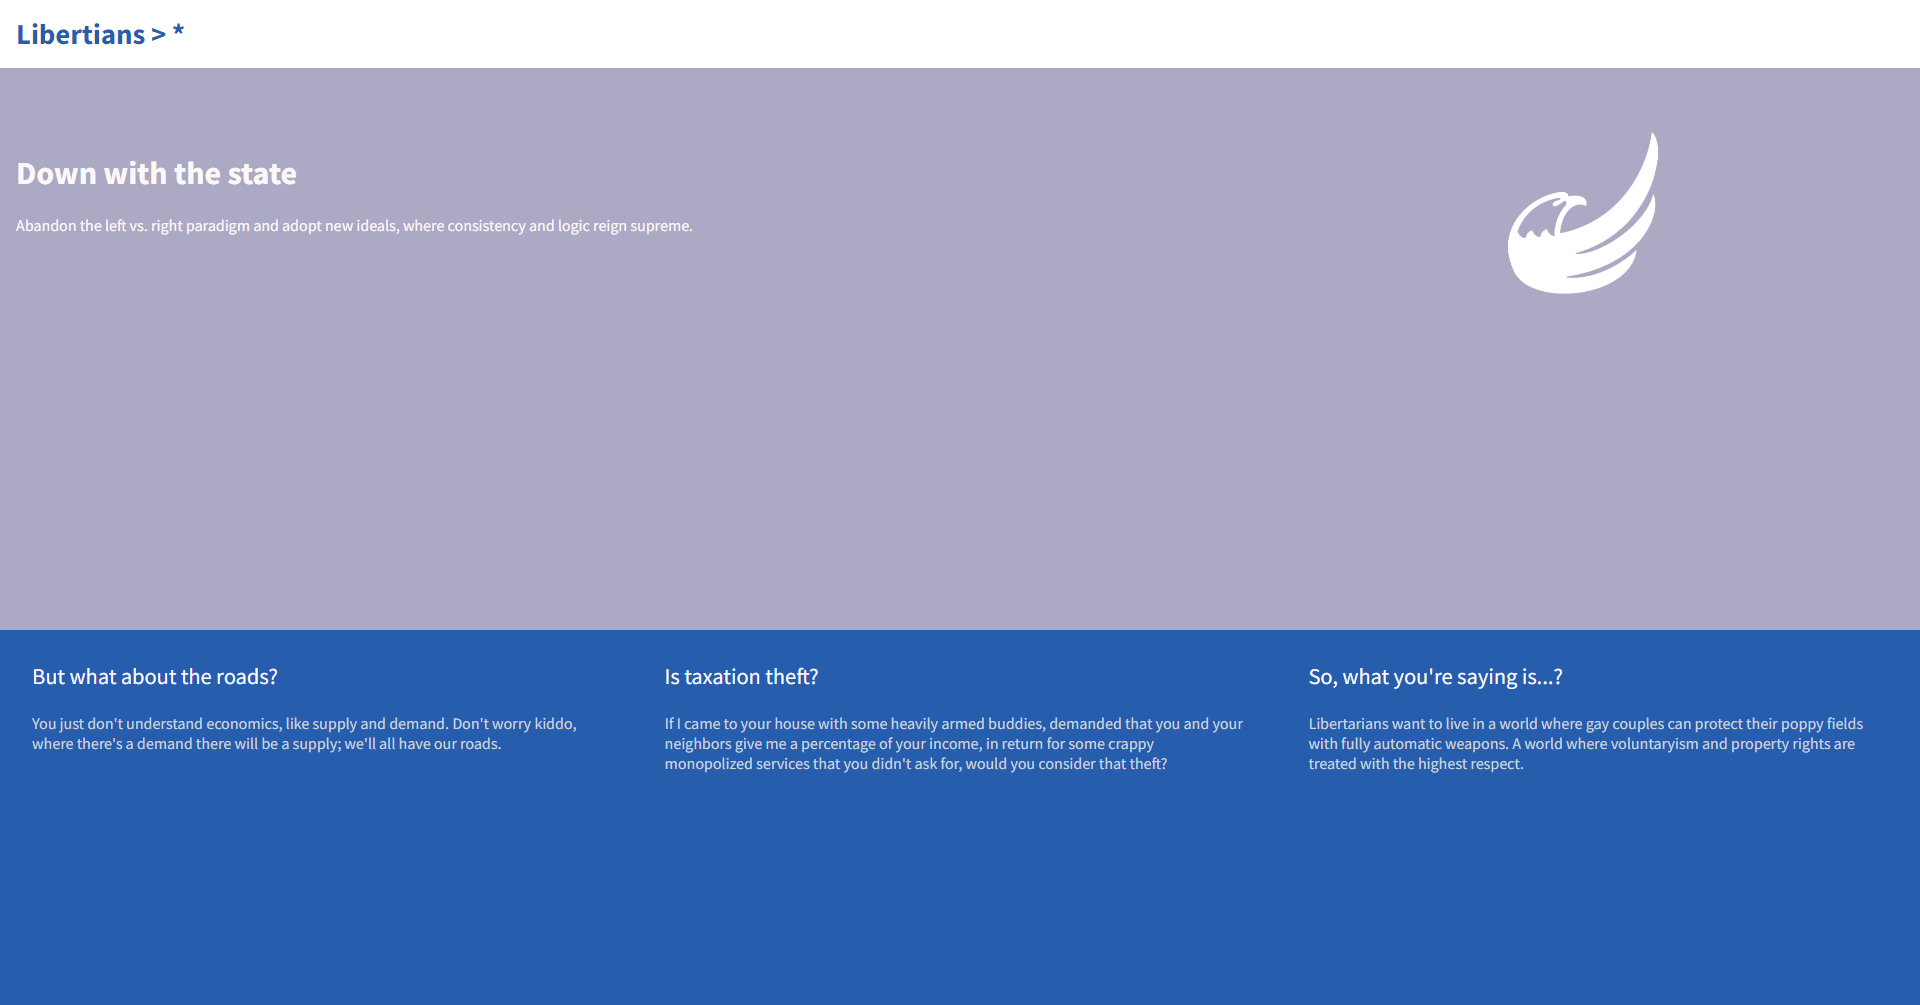 Libertians > *
Down with the state
Abandon the left vs. right paradigm and adopt new ideals, where consistency and logic reign supreme.
But what about the roads?
You just don't understand economics, like supply and demand. Don't worry kiddo,
where there's a demand there will be a supply; we'll all have our roads.
Is taxation theft?
If I came to your house with some heavily armed buddies, demanded that you and your
neighbors give me a percentage of your income, in return for some crappy
monopolized services that you didn't ask for, would you consider that theft?
So, what you're saying is...?
Libertarians want to live in a world where gay couples can protect their poppy fields
with fully automatic weapons. A world where voluntaryism and property rights are
treated with the highest respect.